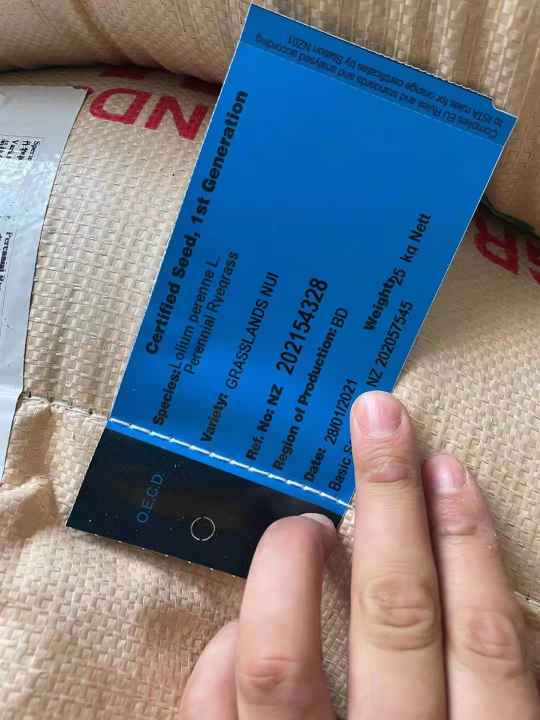 Certified Seed, 1st Generation
Species: Lolium perenne L.
Perennial Ryegrass
Variety: GRASSLANDS NUI
Ref. No: NZ 202154328
Region of Production: BD
Date: 28/01/2021
Weight: 25 kg Nett
Basic NZ 202057545
Complies EU Rules and standards and analysed according
to ISTA rules for orange certificates by Station NZ01
O.E.C.D.
ND
R